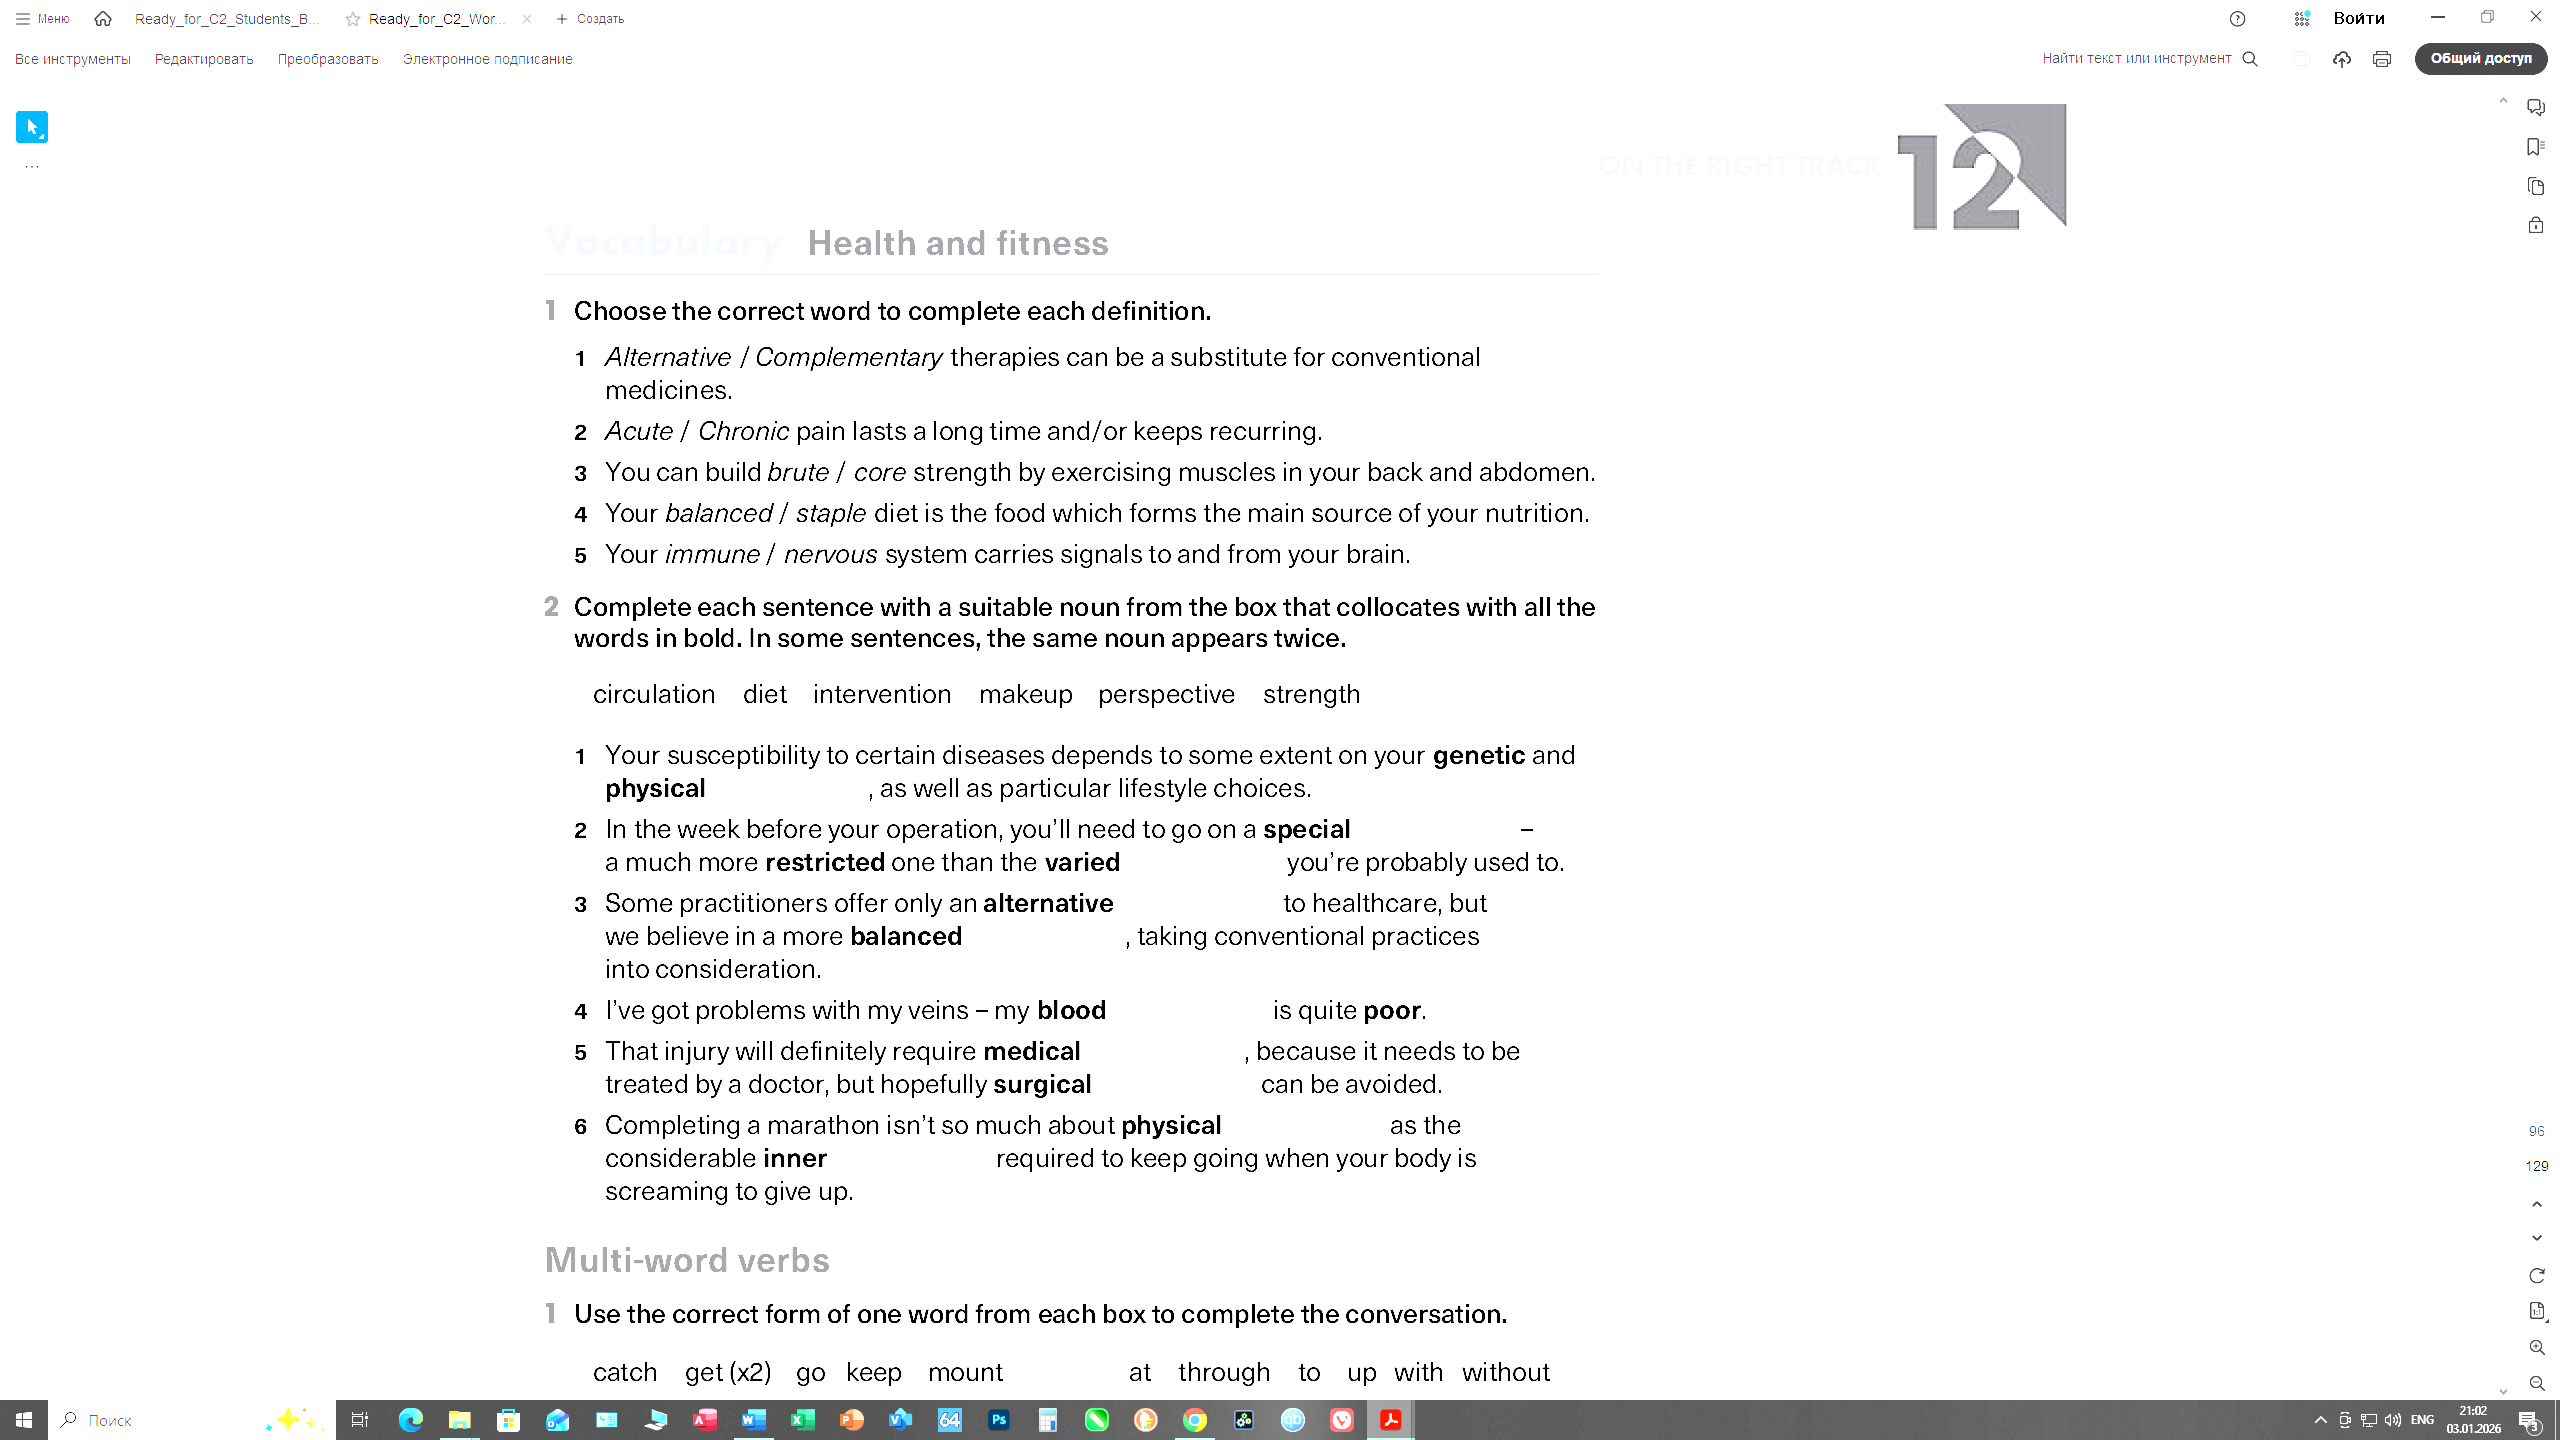 Меню Ready_for_C2_Students_B... Ready_for_C2_Wor... Создать Войти
Все инструменты Редактировать Преобразовать Электронное подписание Найти текст или инструмент Общий доступ
ON THE RIGHT TRACK 12
Vocabulary Health and fitness
1 Choose the correct word to complete each definition.
1 Alternative / Complementary therapies can be a substitute for conventional
medicines.
2 Acute / Chronic pain lasts a long time and/or keeps recurring.
3 You can build brute / core strength by exercising muscles in your back and abdomen.
4 Your balanced / staple diet is the food which forms the main source of your nutrition.
5 Your immune / nervous system carries signals to and from your brain.
2 Complete each sentence with a suitable noun from the box that collocates with all the
words in bold. In some sentences, the same noun appears twice.
circulation diet intervention makeup perspective strength
1 Your susceptibility to certain diseases depends to some extent on your genetic and
physical , as well as particular lifestyle choices.
2 In the week before your operation, you'll need to go on a special –
a much more restricted one than the varied you're probably used to.
3 Some practitioners offer only an alternative to healthcare, but
we believe in a more balanced , taking conventional practices
into consideration.
4 I've got problems with my veins – my blood is quite poor.
5 That injury will definitely require medical , because it needs to be
treated by a doctor, but hopefully surgical can be avoided.
6 Completing a marathon isn't so much about physical as the
considerable inner required to keep going when your body is
screaming to give up.
96
129
Multi-word verbs
1 Use the correct form of one word from each box to complete the conversation.
catch get (x2) go keep mount at through to up with without
Поиск 64 Ps qb ENG 21:02
03.01.2026 3